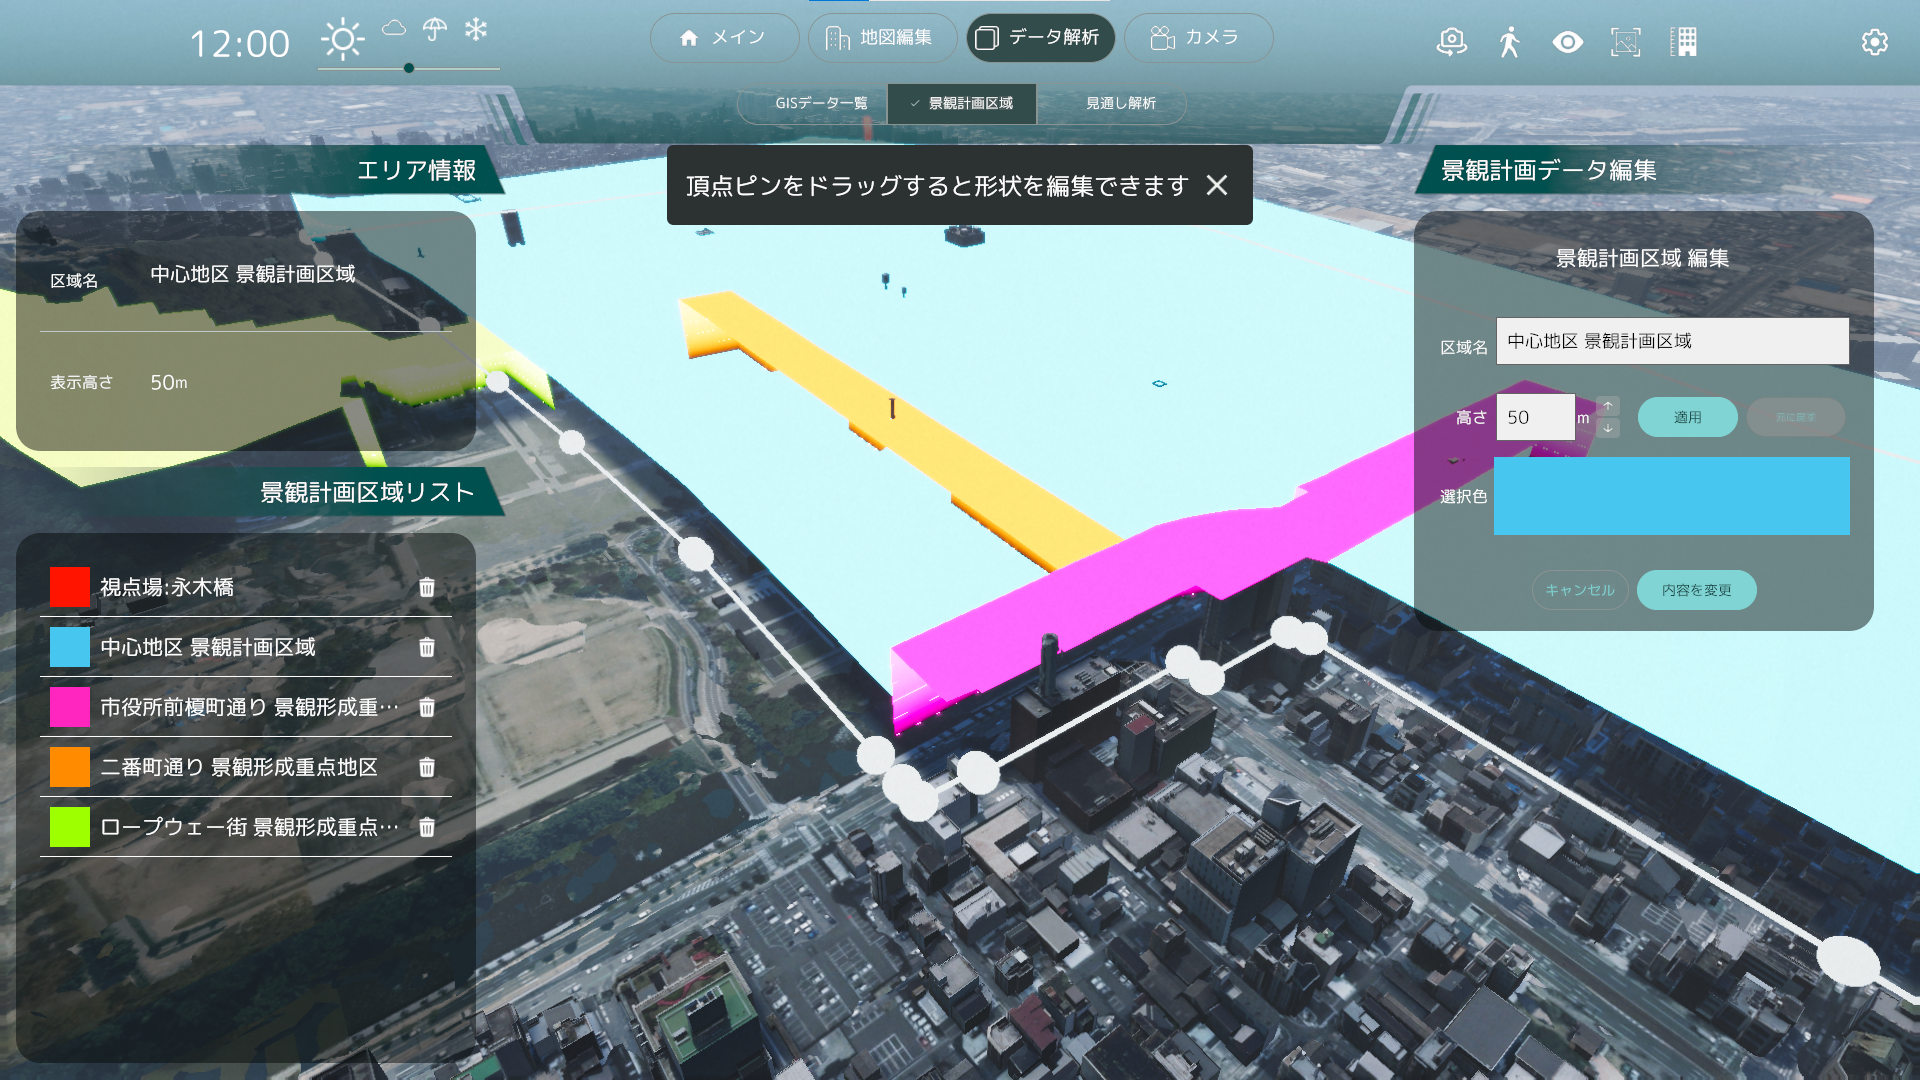 12:00
メイン
地図編集
データ解析
カメラ
GISデータ一覧
✓ 景観計画区域
見通し解析
エリア情報
区域名 中心地区 景観計画区域
表示高さ 50m
景観計画区域リスト
視点場:永木橋
中心地区 景観計画区域
市役所前榎町通り 景観形成重…
二番町通り 景観形成重点地区
ロープウェー街 景観形成重点…
頂点ピンをドラッグすると形状を編集できます
景観計画データ編集
景観計画区域 編集
区域名 中心地区 景観計画区域
高さ 50 m 適用 元に戻す
選択色
キャンセル 内容を変更